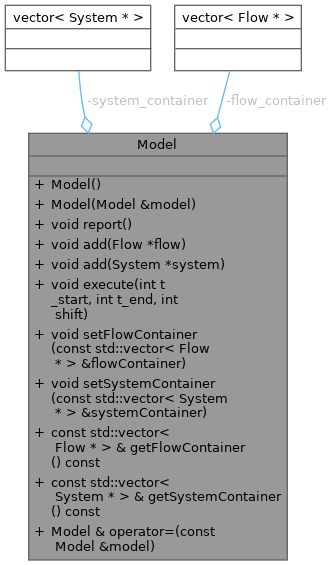 vector< System * >
vector< Flow * >
-system_container
-flow_container
Model
+ Model()
+ Model(Model &model)
+ void report()
+ void add(Flow *flow)
+ void add(System *system)
+ void execute(int t
_start, int t_end, int
shift)
+ void setFlowContainer
(const std::vector< Flow
* > &flowContainer)
+ void setSystemContainer
(const std::vector< System
* > &systemContainer)
+ const std::vector<
Flow * > & getFlowContainer
() const
+ const std::vector<
System * > & getSystemContainer
() const
+ Model & operator=(const
Model &model)